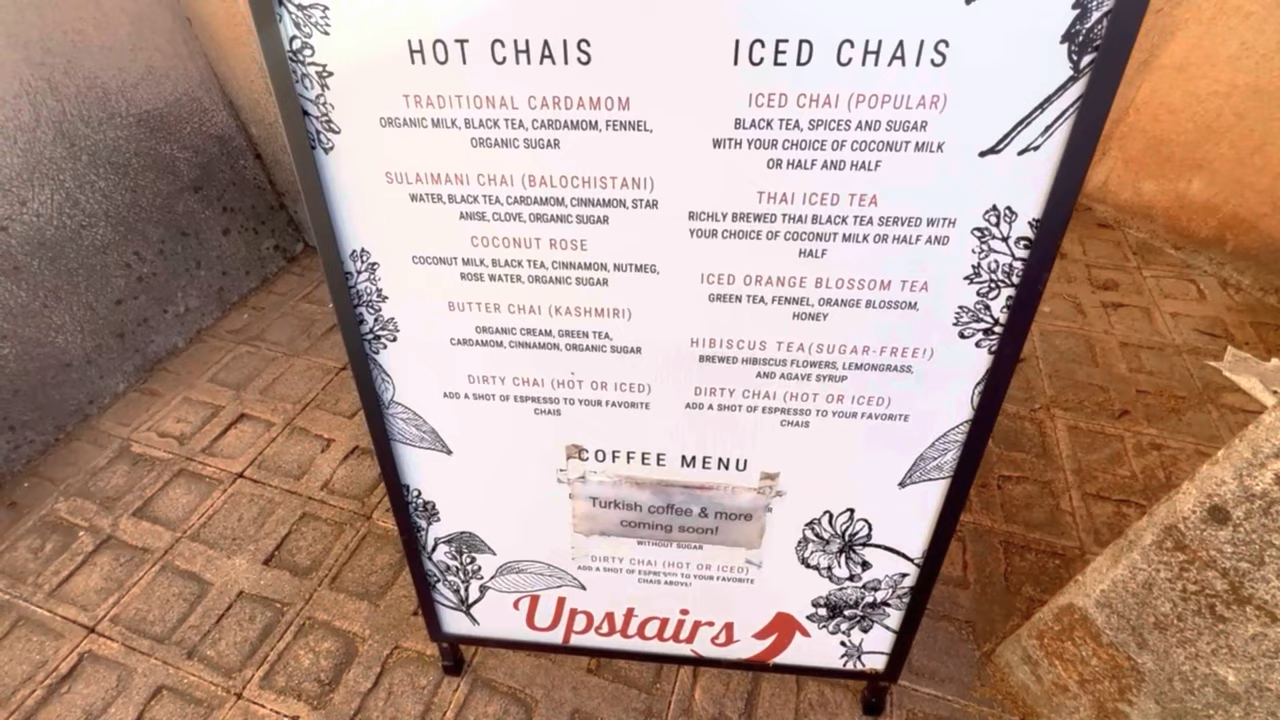 HOT CHAIS
TRADITIONAL CARDAMOM
ORGANIC MILK, BLACK TEA, CARDAMOM, FENNEL,
ORGANIC SUGAR
SULAIMANI CHAI (BALOCHISTANI)
WATER, BLACK TEA, CARDAMOM, CINNAMON, STAR
ANISE, CLOVE, ORGANIC SUGAR
COCONUT ROSE
COCONUT MILK, BLACK TEA, CINNAMON, NUTMEG,
ROSE WATER, ORGANIC SUGAR
BUTTER CHAI (KASHMIRI)
ORGANIC CREAM, GREEN TEA,
CARDAMOM, CINNAMON, ORGANIC SUGAR
DIRTY CHAI (HOT OR ICED)
ADD A SHOT OF ESPRESSO TO YOUR FAVORITE
CHAIS
ICED CHAIS
ICED CHAI (POPULAR)
BLACK TEA, SPICES AND SUGAR
WITH YOUR CHOICE OF COCONUT MILK
OR HALF AND HALF
THAI ICED TEA
RICHLY BREWED THAI BLACK TEA SERVED WITH
YOUR CHOICE OF COCONUT MILK OR HALF AND
HALF
ICED ORANGE BLOSSOM TEA
GREEN TEA, FENNEL, ORANGE BLOSSOM,
HONEY
HIBISCUS TEA(SUGAR-FREE!)
BREWED HIBISCUS FLOWERS, LEMONGRASS,
AND AGAVE SYRUP
DIRTY CHAI (HOT OR ICED)
ADD A SHOT OF ESPRESSO TO YOUR FAVORITE
CHAIS
COFFEE MENU
Turkish coffee & more
coming soon!
WITHOUT SUGAR
DIRTY CHAI (HOT OR ICED)
ADD A SHOT OF ESPRESSO TO YOUR FAVORITE
CHAIS ABOVE!
Upstairs